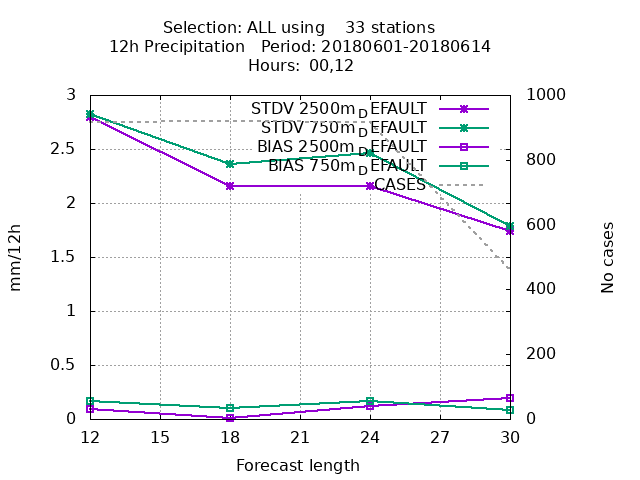 Selection: ALL using 33 stations
12h Precipitation Period: 20180601-20180614
Hours: 00,12
3
2.5
2
1.5
1
0.5
0
mm/12h
STDV 2500m_DEFAULT
STDV 750m_DEFAULT
BIAS 2500m_DEFAULT
BIAS 750m_DEFAULT
CASES
1000
800
600
400
200
0
No cases
12 15 18 21 24 27 30
Forecast length